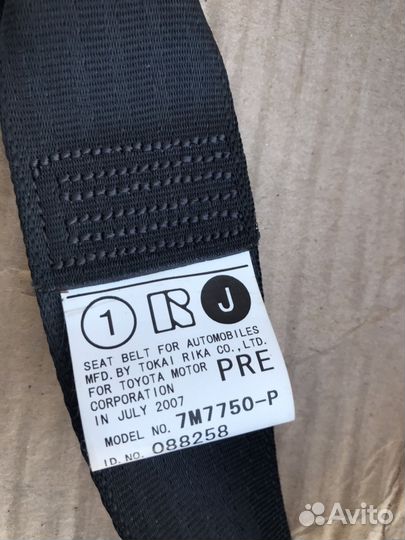 1 R J
SEAT BELT FOR AUTOMOBILES
MFD. BY TOKAI RIKA CO., LTD.
FOR TOYOTA MOTOR PRE
CORPORATION
IN JULY 2007
MODEL NO. 7M7750-P
ID. NO. 088258
Avito